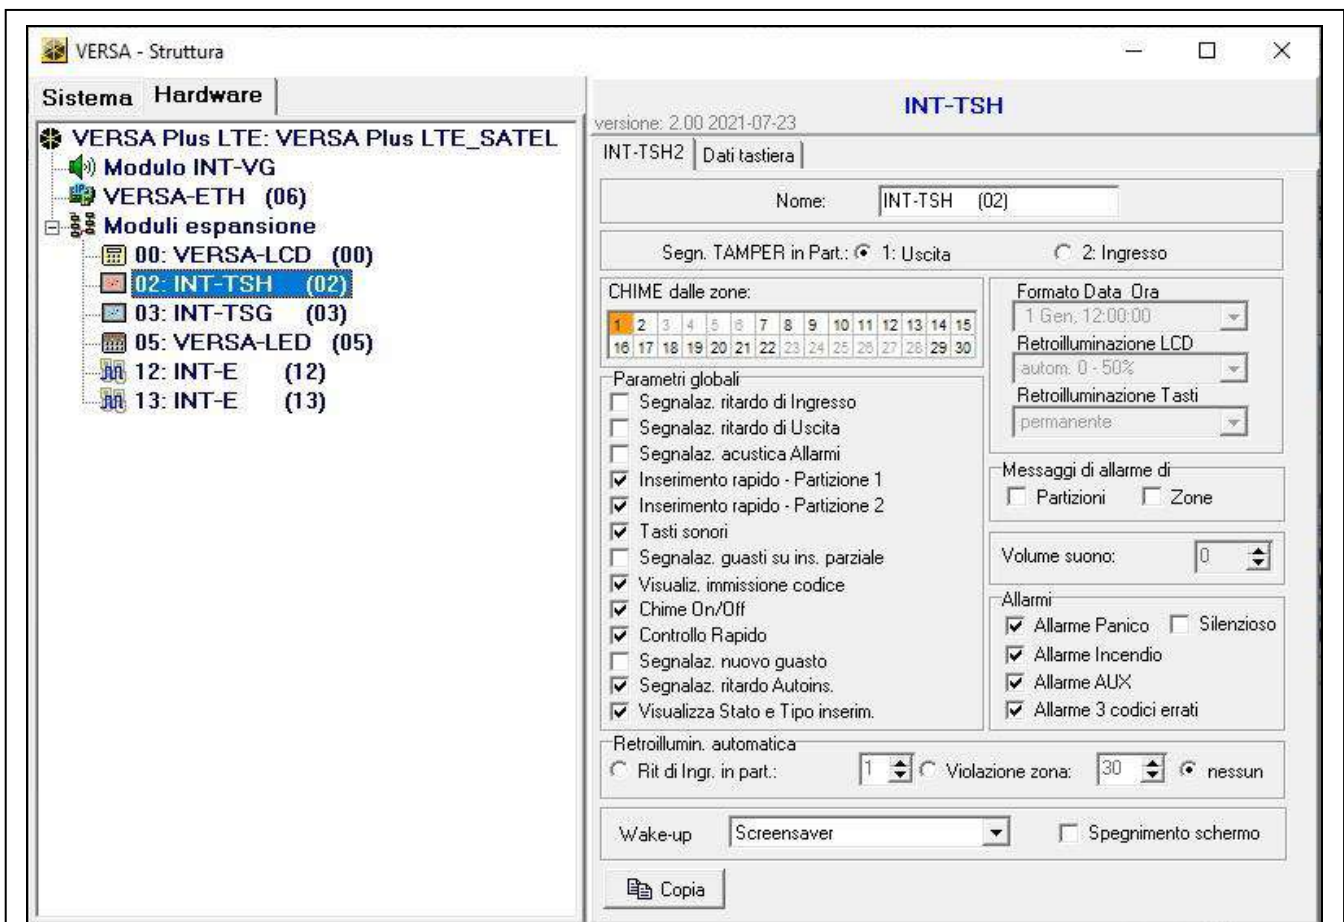 VERSA - Struttura
Sistema Hardware
VERSA Plus LTE: VERSA Plus LTE_SATEL
Modulo INT-VG
VERSA-ETH (06)
Moduli espansione
00: VERSA-LCD (00)
02: INT-TSH (02)
03: INT-TSG (03)
05: VERSA-LED (05)
12: INT-E (12)
13: INT-E (13)
INT-TSH
versione: 2.00 2021-07-23
INT-TSH2 Dati tastiera
Nome: INT-TSH (02)
Segn. TAMPER in Part.: 1: Uscita 2: Ingresso
CHIME dalle zone:
1 2 3 4 5 6 7 8 9 10 11 12 13 14 15
16 17 18 19 20 21 22 23 24 25 26 27 28 29 30
Parametri globali
Segnalaz. ritardo di Ingresso
Segnalaz. ritardo di Uscita
Segnalaz. acustica Allarmi
Inserimento rapido - Partizione 1
Inserimento rapido - Partizione 2
Tasti sonori
Segnalaz. guasti su ins. parziale
Visualiz. immissione codice
Chime On/Off
Controllo Rapido
Segnalaz. nuovo guasto
Segnalaz. ritardo Autoins.
Visualizza Stato e Tipo inserim.
Formato Data Ora
1 Gen, 12:00:00
Retroilluminazione LCD
autom. 0 - 50%
Retroilluminazione Tasti
permanente
Messaggi di allarme di
Partizioni Zone
Volume suono: 0
Allarmi
Allarme Panico Silenzioso
Allarme Incendio
Allarme AUX
Allarme 3 codici errati
Retroillumin. automatica
Rit di Ingr. in part.: 1 Violazione zona: 30 nessun
Wake-up Screensaver Spegnimento schermo
Copia